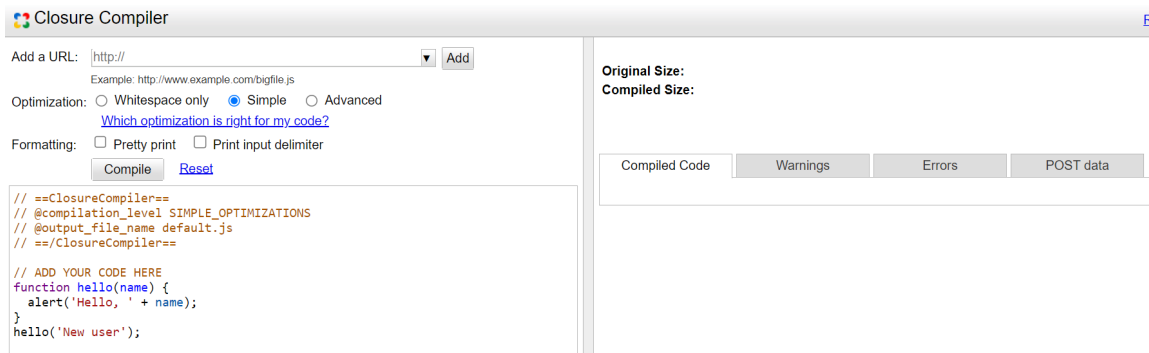 Closure Compiler
Add a URL: http:// ▼ Add
Example: http://www.example.com/bigfile.js
Optimization: Whitespace only Simple Advanced
Which optimization is right for my code?
Formatting: Pretty print Print input delimiter
Compile Reset
// ==ClosureCompiler==
// @compilation_level SIMPLE_OPTIMIZATIONS
// @output_file_name default.js
// ==/ClosureCompiler==
// ADD YOUR CODE HERE
function hello(name) {
  alert('Hello, ' + name);
}
hello('New user');
Original Size:
Compiled Size:
Compiled Code Warnings Errors POST data